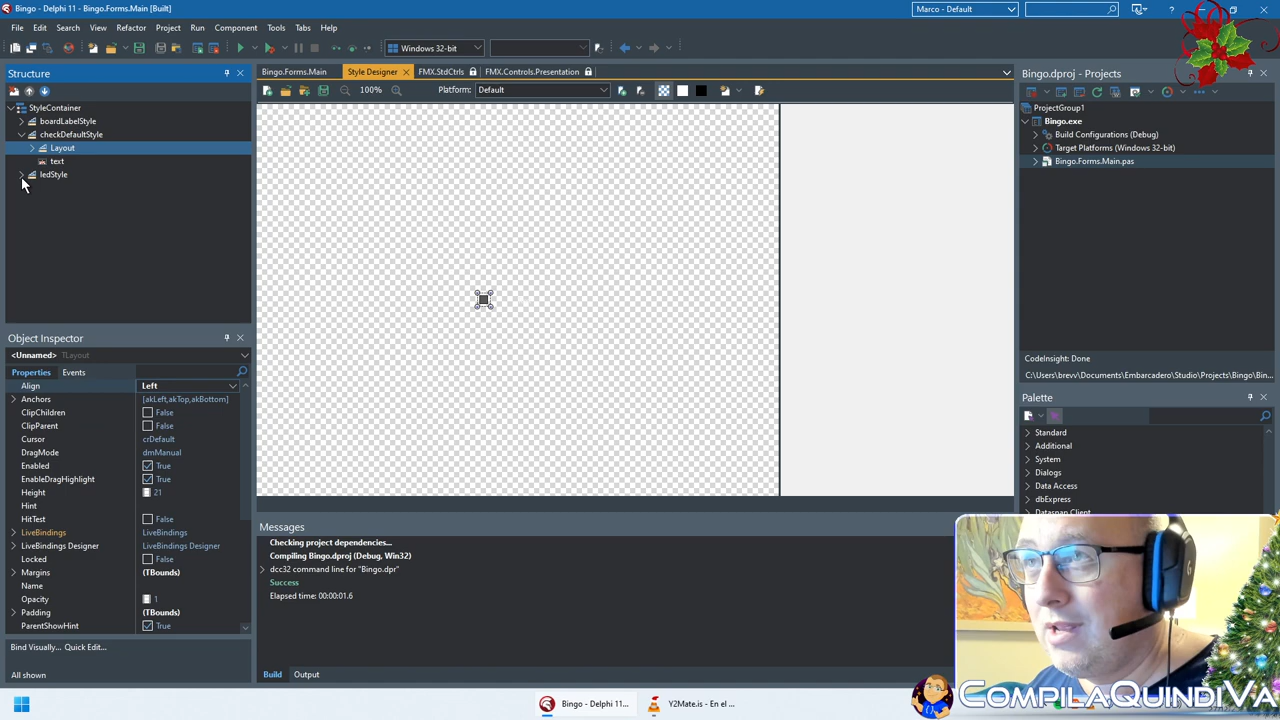 Bingo - Delphi 11 - Bingo.Forms.Main [Built]
Marco - Default
File Edit Search View Refactor Project Run Component Tools Tabs Help
Windows 32-bit
Structure
StyleContainer
boardLabelStyle
checkDefaultStyle
Layout
text
ledStyle
Object Inspector
<Unnamed> TLayout
Properties Events
Align Left
Anchors [akLeft,akTop,akBottom]
ClipChildren False
ClipParent False
Cursor crDefault
DragMode dmManual
Enabled True
EnableDragHighlight True
Height 21
Hint
HitTest False
LiveBindings LiveBindings
LiveBindings Designer LiveBindings Designer
Locked False
Margins (TBounds)
Name
Opacity 1
Padding (TBounds)
ParentShowHint True
Bind Visually... Quick Edit...
All shown
Bingo.Forms.Main Style Designer FMX.StdCtrls FMX.Controls.Presentation
100% Platform: Default
Messages
Checking project dependencies...
Compiling Bingo.dproj (Debug, Win32)
dcc32 command line for "Bingo.dpr"
Success
Elapsed time: 00:00:01.6
Build Output
Bingo.dproj - Projects
ProjectGroup1
Bingo.exe
Build Configurations (Debug)
Target Platforms (Windows 32-bit)
Bingo.Forms.Main.pas
CodeInsight: Done
C:\Users\brevv\Documents\Embarcadero\Studio\Projects\Bingo\Bin...
Palette
Standard
Additional
System
Dialogs
Data Access
dbExpress
Datasnap Client
Bingo - Delphi 11...
Y2Mate.is - En el ...
COMPILAQUINDIVA